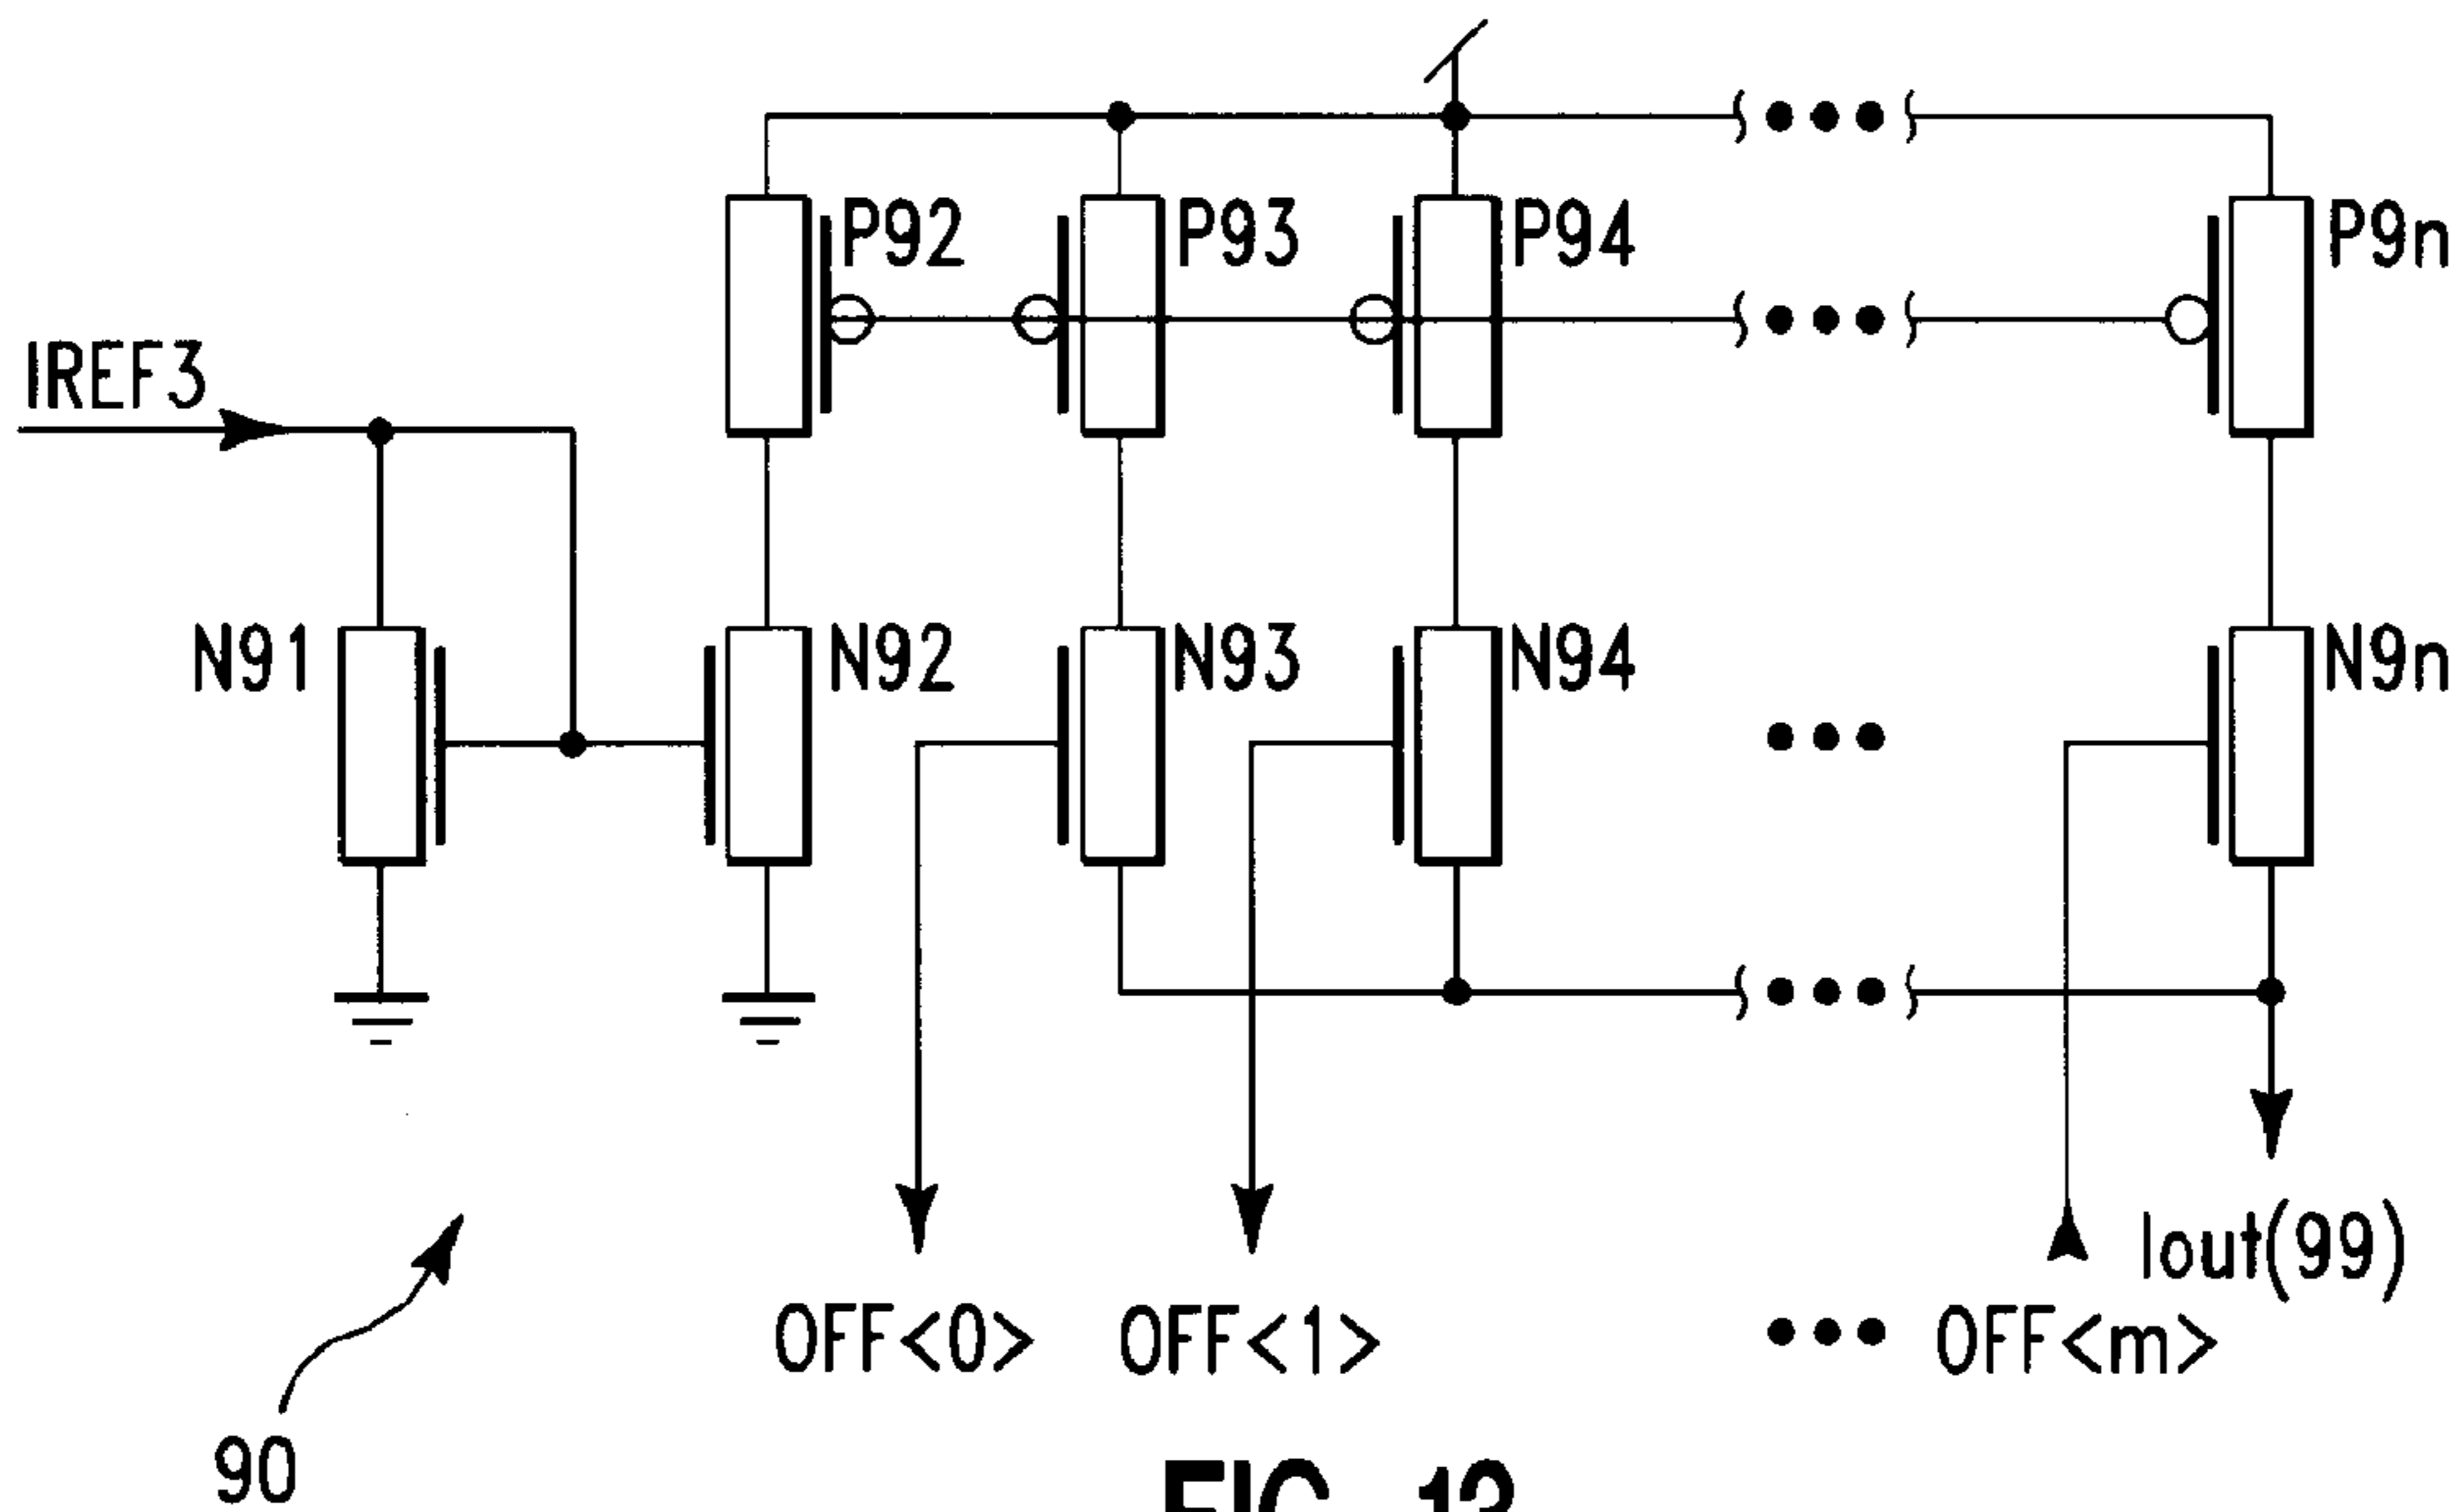 P92 P93 P94 P9n
IREF3
N91 N92 N93 N94 N9n
Iout(99)
OFF<0> OFF<1> ••• OFF<m>
90